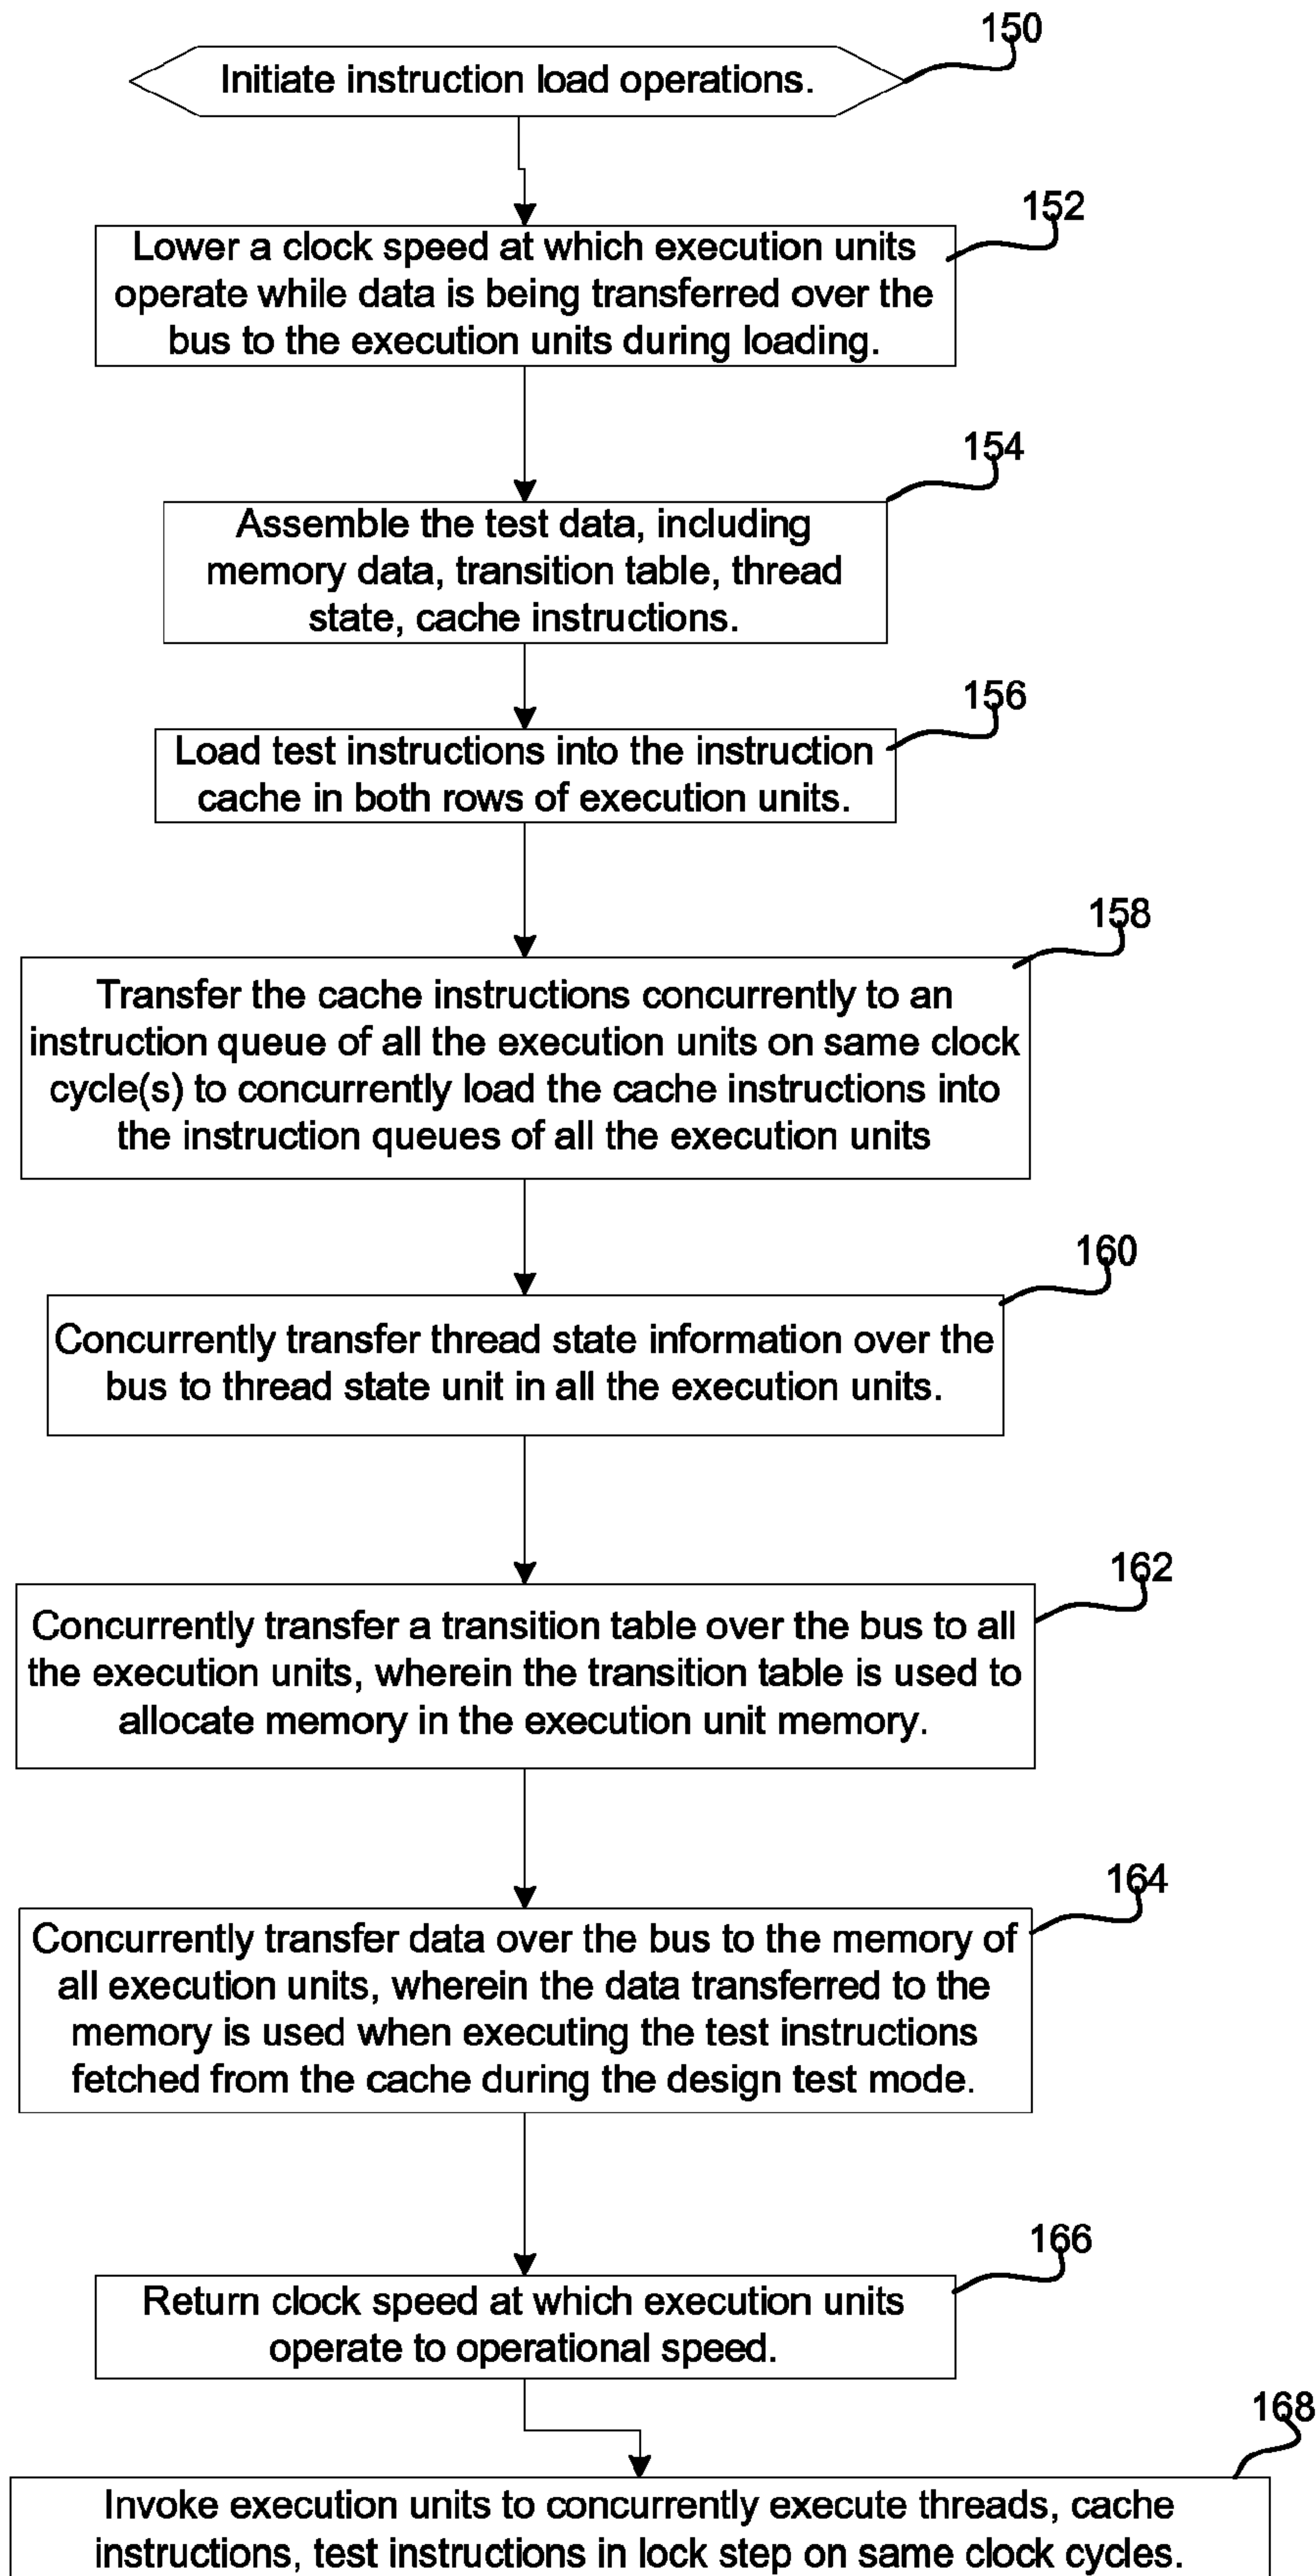 150
Initiate instruction load operations.
152
Lower a clock speed at which execution units
operate while data is being transferred over the
bus to the execution units during loading.
154
Assemble the test data, including
memory data, transition table, thread
state, cache instructions.
156
Load test instructions into the instruction
cache in both rows of execution units.
158
Transfer the cache instructions concurrently to an
instruction queue of all the execution units on same clock
cycle(s) to concurrently load the cache instructions into
the instruction queues of all the execution units
160
Concurrently transfer thread state information over the
bus to thread state unit in all the execution units.
162
Concurrently transfer a transition table over the bus to all
the execution units, wherein the transition table is used to
allocate memory in the execution unit memory.
164
Concurrently transfer data over the bus to the memory of
all execution units, wherein the data transferred to the
memory is used when executing the test instructions
fetched from the cache during the design test mode.
166
Return clock speed at which execution units
operate to operational speed.
168
Invoke execution units to concurrently execute threads, cache
instructions, test instructions in lock step on same clock cycles.